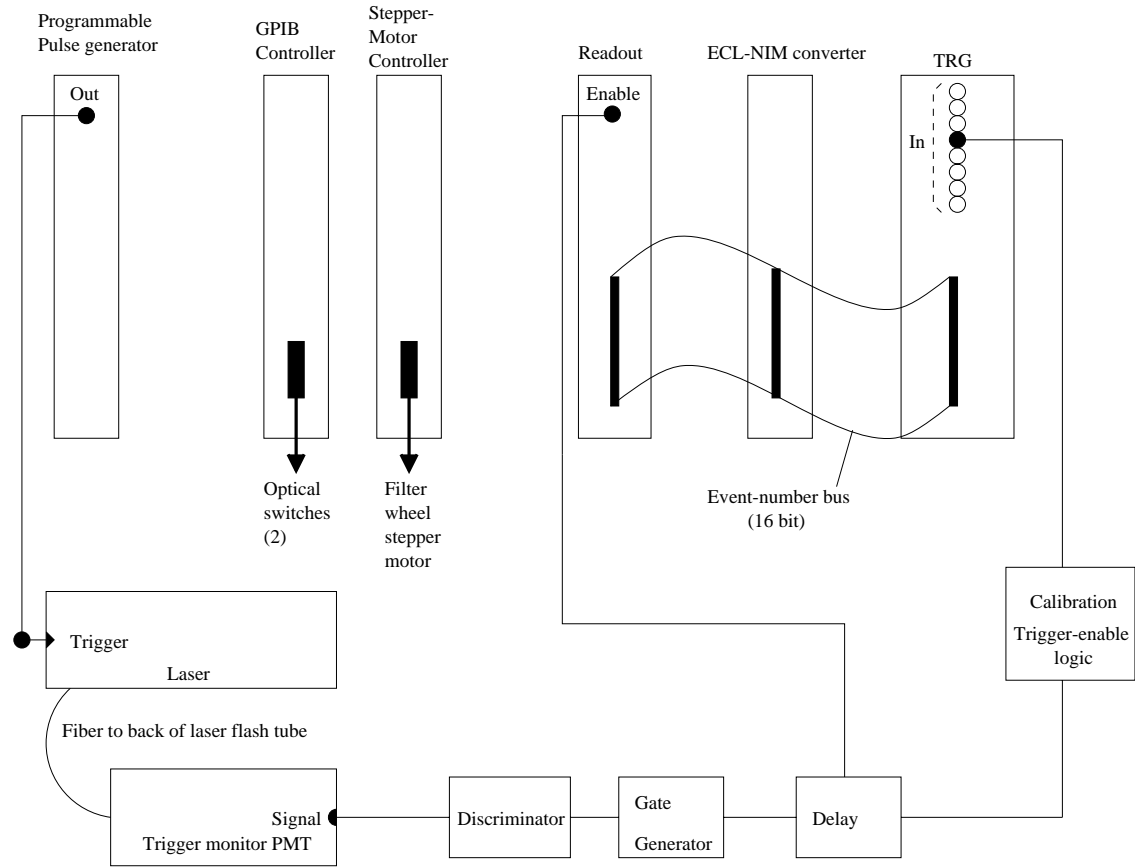 Programmable
Pulse generator
GPIB
Controller
Stepper-
Motor
Controller
Readout
ECL-NIM converter
TRG
Out
Enable
In
Optical
switches
(2)
Filter
wheel
stepper
motor
Event-number bus
(16 bit)
Trigger
Laser
Calibration
Trigger-enable
logic
Fiber to back of laser flash tube
Signal
Trigger monitor PMT
Discriminator
Gate
Generator
Delay